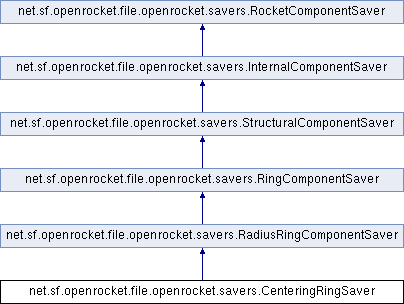 net.sf.openrocket.file.openrocket.savers.RocketComponentSaver
net.sf.openrocket.file.openrocket.savers.InternalComponentSaver
net.sf.openrocket.file.openrocket.savers.StructuralComponentSaver
net.sf.openrocket.file.openrocket.savers.RingComponentSaver
net.sf.openrocket.file.openrocket.savers.RadiusRingComponentSaver
net.sf.openrocket.file.openrocket.savers.CenteringRingSaver